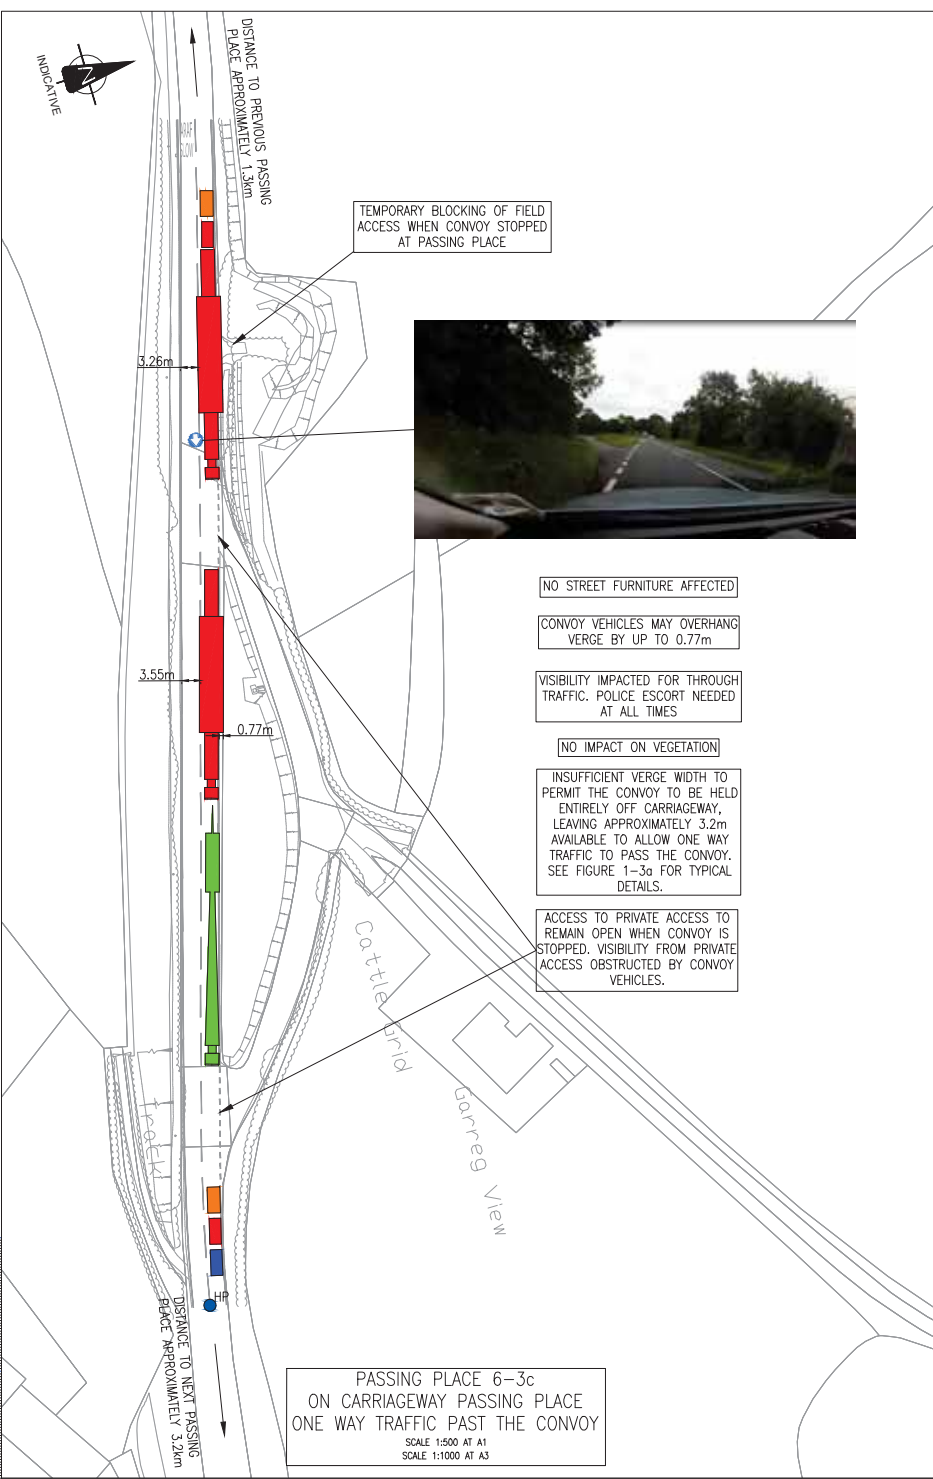 INDICATIVE
N
DISTANCE TO PREVIOUS PASSING
PLACE APPROXIMATELY 1.3km
ARAF
SLOW
TEMPORARY BLOCKING OF FIELD
ACCESS WHEN CONVOY STOPPED
AT PASSING PLACE
3.26m
NO STREET FURNITURE AFFECTED
CONVOY VEHICLES MAY OVERHANG
VERGE BY UP TO 0.77m
3.55m
VISIBILITY IMPACTED FOR THROUGH
TRAFFIC. POLICE ESCORT NEEDED
AT ALL TIMES
0.77m
NO IMPACT ON VEGETATION
INSUFFICIENT VERGE WIDTH TO
PERMIT THE CONVOY TO BE HELD
ENTIRELY OFF CARRIAGEWAY,
LEAVING APPROXIMATELY 3.2m
AVAILABLE TO ALLOW ONE WAY
TRAFFIC TO PASS THE CONVOY.
SEE FIGURE 1-3a FOR TYPICAL
DETAILS.
ACCESS TO PRIVATE ACCESS TO
REMAIN OPEN WHEN CONVOY IS
STOPPED. VISIBILITY FROM PRIVATE
ACCESS OBSTRUCTED BY CONVOY
VEHICLES.
Cattle Grid
Garreg View
Track
HP
DISTANCE TO NEXT PASSING
PLACE APPROXIMATELY 3.2km
PASSING PLACE 6-3c
ON CARRIAGEWAY PASSING PLACE
ONE WAY TRAFFIC PAST THE CONVOY
SCALE 1:500 AT A1
SCALE 1:1000 AT A3